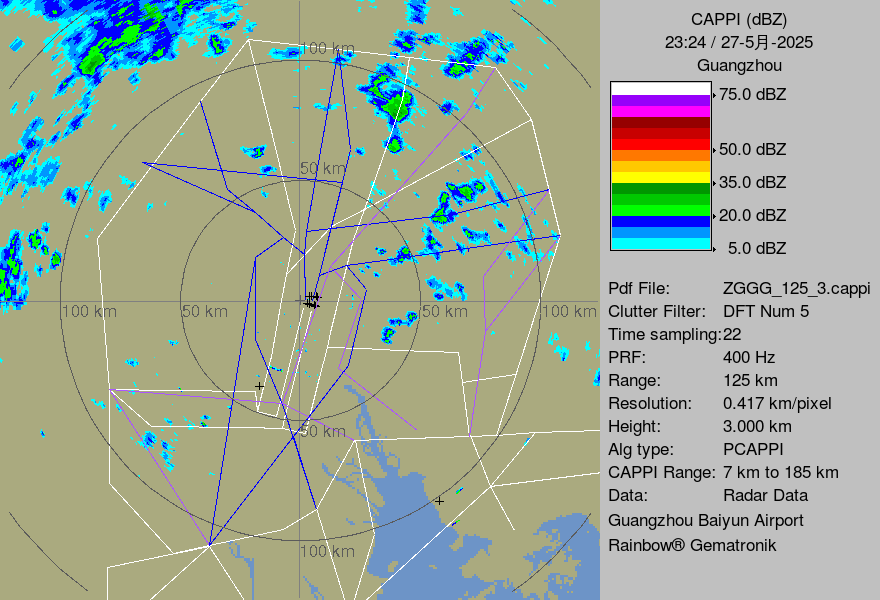 CAPPI (dBZ)
23:24 / 27-5月-2025
Guangzhou
75.0 dBZ
50.0 dBZ
35.0 dBZ
20.0 dBZ
5.0 dBZ
Pdf File: ZGGG_125_3.cappi
Clutter Filter: DFT Num 5
Time sampling:22
PRF: 400 Hz
Range: 125 km
Resolution: 0.417 km/pixel
Height: 3.000 km
Alg type: PCAPPI
CAPPI Range: 7 km to 185 km
Data: Radar Data
Guangzhou Baiyun Airport
Rainbow® Gematronik
100 km
50 km
100 km
50 km
50 km
100 km
50 km
100 km